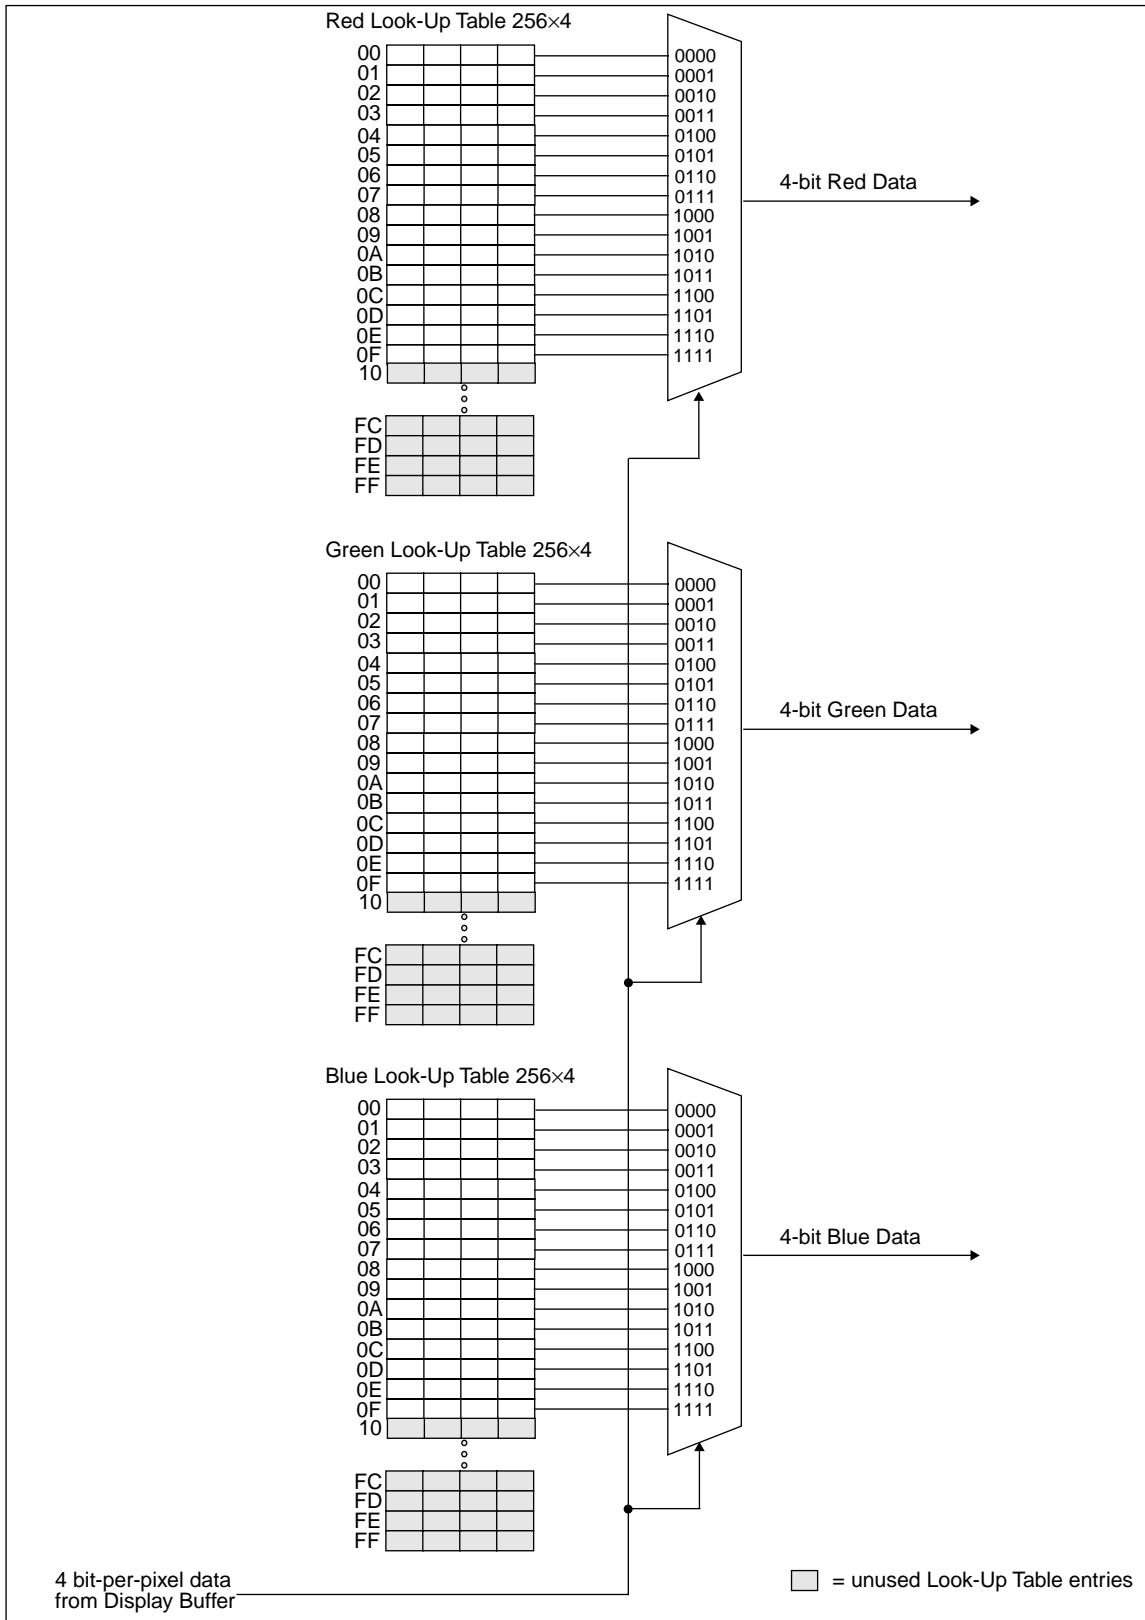 Red Look-Up Table 256×4
00
01
02
03
04
05
06
07
08
09
0A
0B
0C
0D
0E
0F
10
FC
FD
FE
FF
0000
0001
0010
0011
0100
0101
0110
0111
1000
1001
1010
1011
1100
1101
1110
1111
4-bit Red Data
Green Look-Up Table 256×4
00
01
02
03
04
05
06
07
08
09
0A
0B
0C
0D
0E
0F
10
FC
FD
FE
FF
0000
0001
0010
0011
0100
0101
0110
0111
1000
1001
1010
1011
1100
1101
1110
1111
4-bit Green Data
Blue Look-Up Table 256×4
00
01
02
03
04
05
06
07
08
09
0A
0B
0C
0D
0E
0F
10
FC
FD
FE
FF
0000
0001
0010
0011
0100
0101
0110
0111
1000
1001
1010
1011
1100
1101
1110
1111
4-bit Blue Data
4 bit-per-pixel data
from Display Buffer
= unused Look-Up Table entries